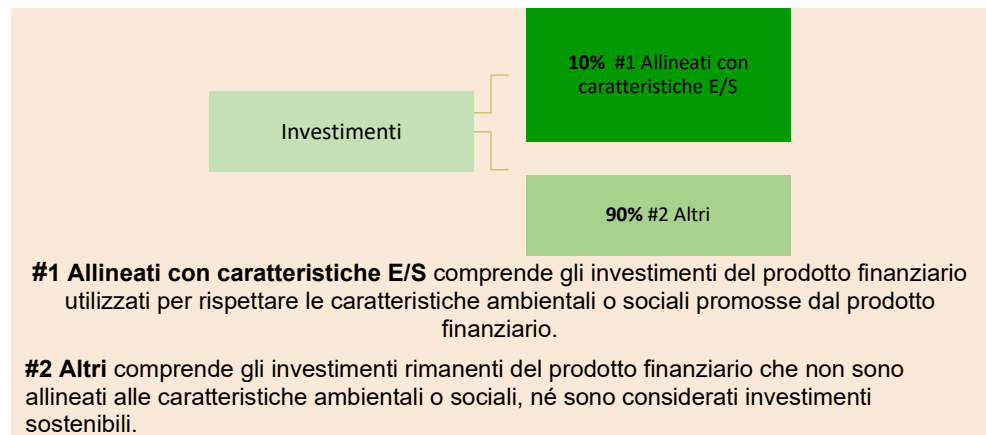 10% #1 Allineati con
caratteristiche E/S
Investimenti
90% #2 Altri
#1 Allineati con caratteristiche E/S comprende gli investimenti del prodotto finanziario
utilizzati per rispettare le caratteristiche ambientali o sociali promosse dal prodotto
finanziario.
#2 Altri comprende gli investimenti rimanenti del prodotto finanziario che non sono
allineati alle caratteristiche ambientali o sociali, né sono considerati investimenti
sostenibili.